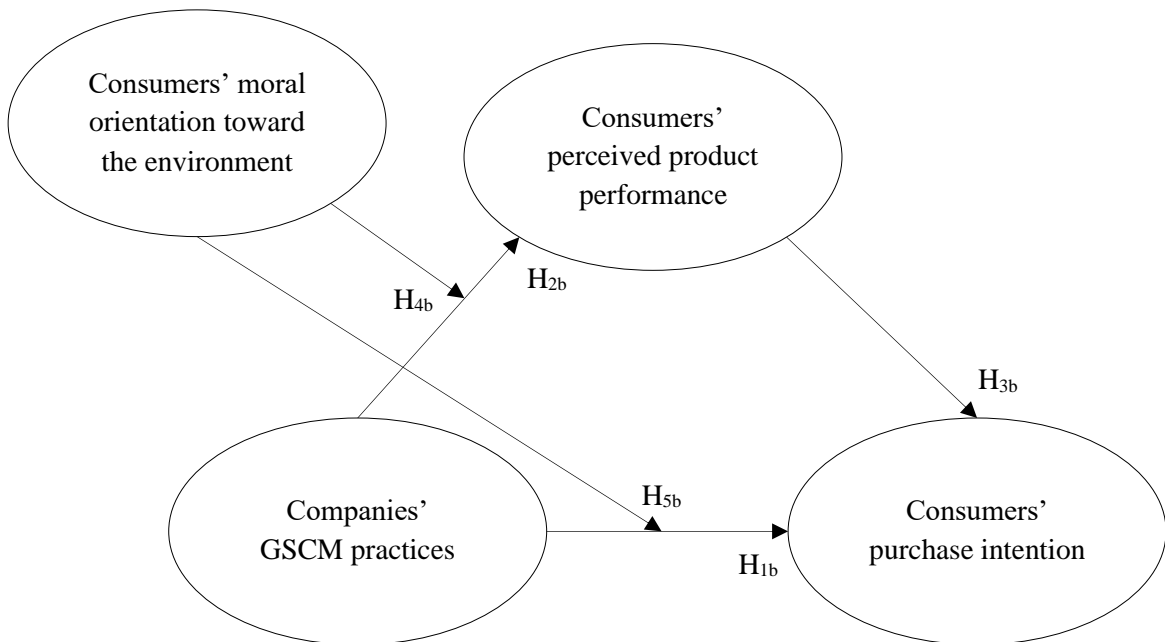 Consumers’ moral
orientation toward
the environment
Consumers’
perceived product
performance
H4b
H2b
H3b
Companies’
GSCM practices
H5b
H1b
Consumers’
purchase intention